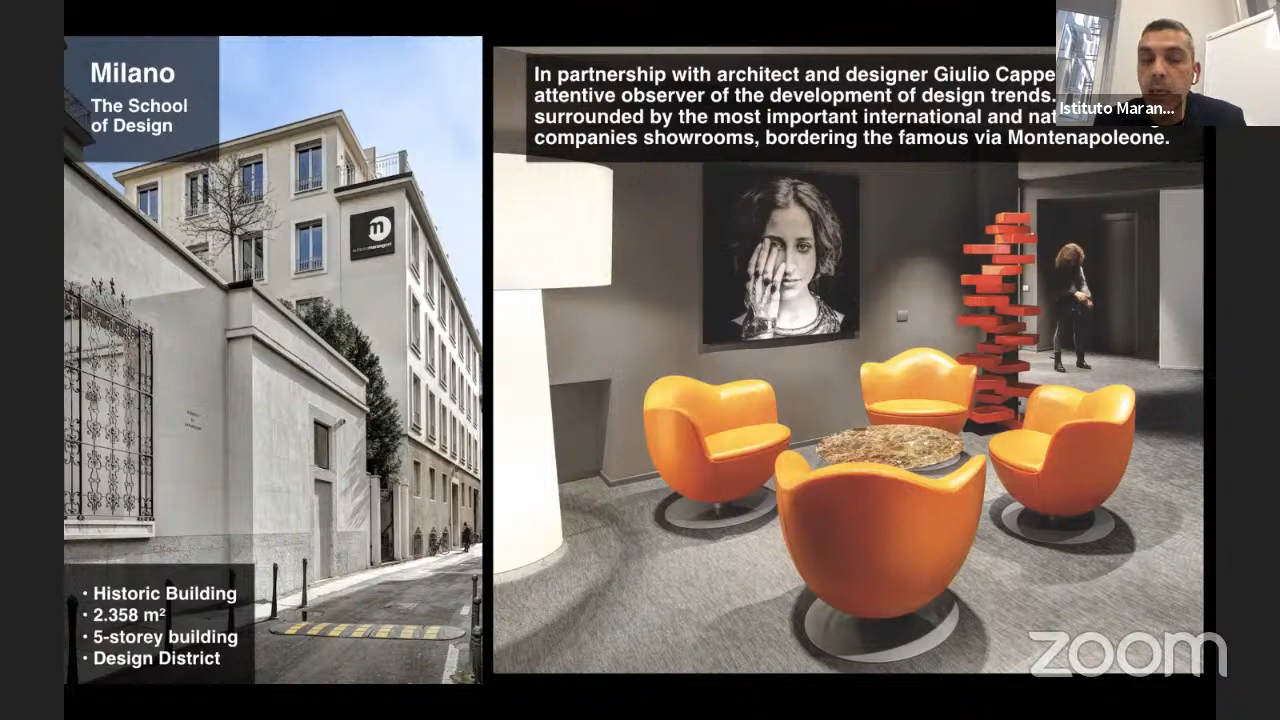 Milano
The School
of Design
In partnership with architect and designer Giulio Cappe
attentive observer of the development of design trends.
surrounded by the most important international and nat
companies showrooms, bordering the famous via Montenapoleone.
Istituto Maran...
m
• Historic Building
• 2.358 m²
• 5-storey building
• Design District
zoom